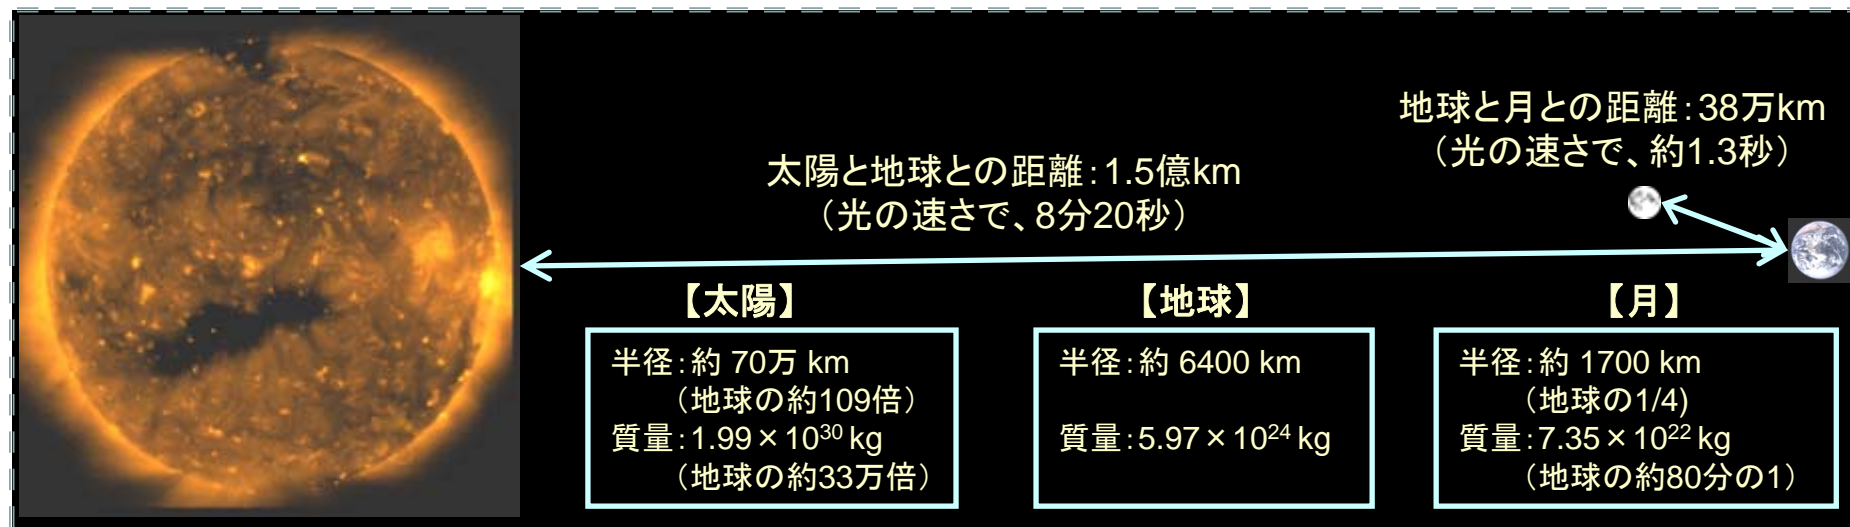 地球と月との距離：38万km
（光の速さで、約1.3秒）
太陽と地球との距離：1.5億km
（光の速さで、8分20秒）
【太陽】
半径：約 70万 km
（地球の約109倍）
質量：1.99×10³⁰ kg
（地球の約33万倍）
【地球】
半径：約 6400 km
質量：5.97×10²⁴ kg
【月】
半径：約 1700 km
（地球の1/4)
質量：7.35×10²² kg
（地球の約80分の1）